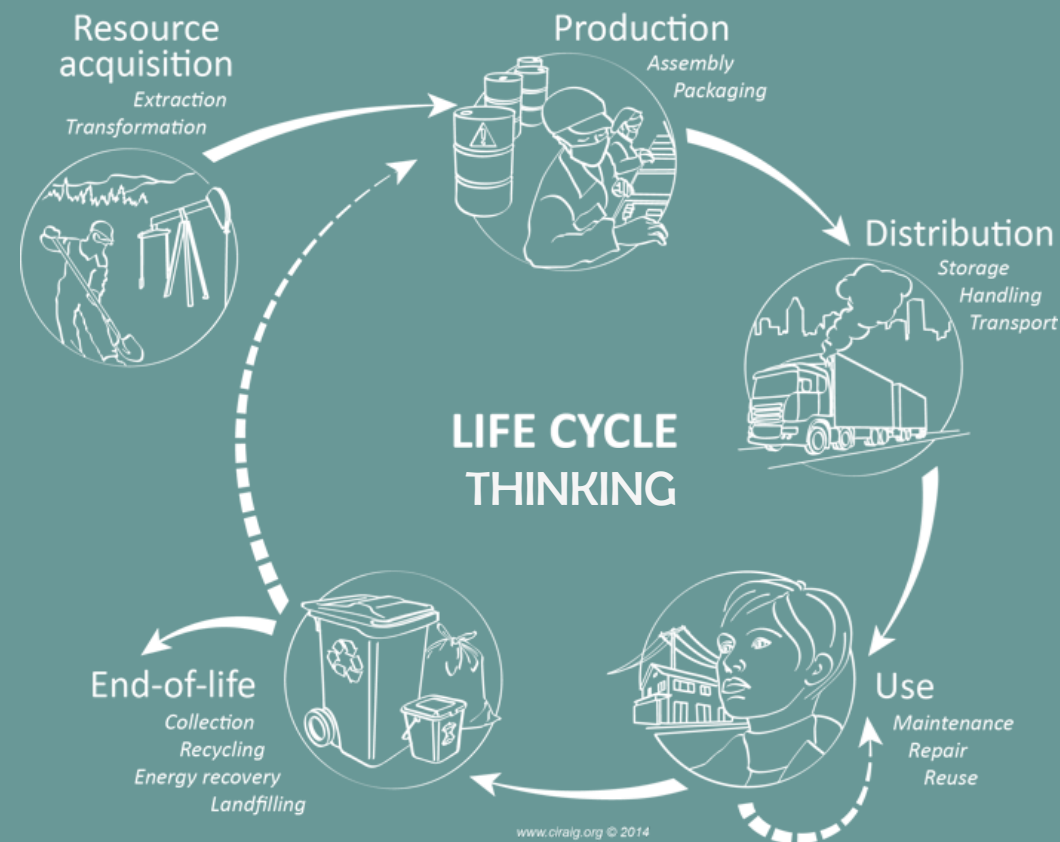 Resource
acquisition
Extraction
Transformation
Production
Assembly
Packaging
Distribution
Storage
Handling
Transport
LIFE CYCLE
THINKING
Use
Maintenance
Repair
Reuse
End-of-life
Collection
Recycling
Energy recovery
Landfilling
www.ciraig.org © 2014